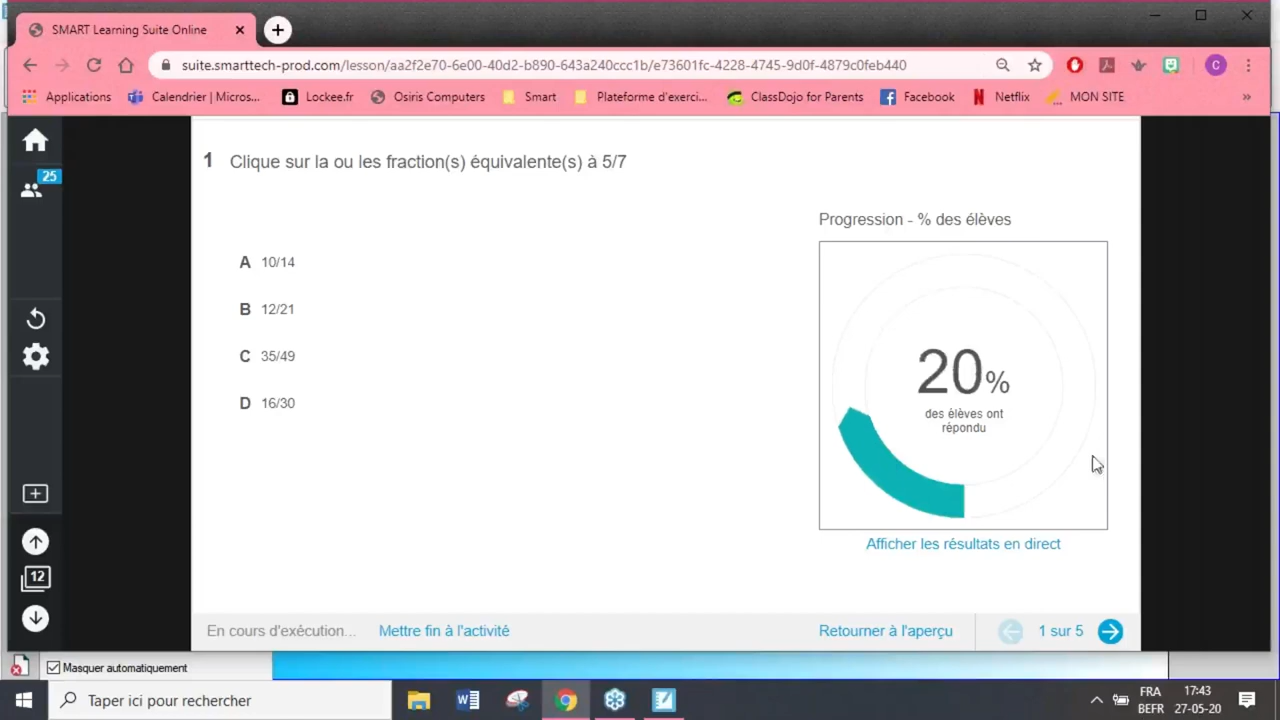 SMART Learning Suite Online
suite.smarttech-prod.com/lesson/aa2f2e70-6e00-40d2-b890-643a240ccc1b/e73601fc-4228-4745-9d0f-4879c0feb440
C
Applications
Calendrier | Micros...
Lockee.fr
Osiris Computers
Smart
Plateforme d'exerci...
ClassDojo for Parents
Facebook
Netflix
MON SITE
»
25
1 Clique sur la ou les fraction(s) équivalente(s) à 5/7
Progression - % des élèves
A 10/14
B 12/21
C 35/49
D 16/30
20%
des élèves ont
répondu
Afficher les résultats en direct
12
En cours d'exécution...
Mettre fin à l'activité
Retourner à l'aperçu
1 sur 5
Masquer automatiquement
Taper ici pour rechercher
FRA
BEFR
17:43
27-05-20